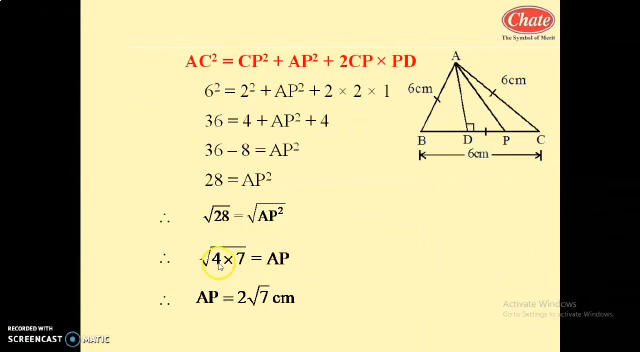 Chate
The Symbol of Merit
AC² = CP² + AP² + 2CP × PD
6² = 2² + AP² + 2 × 2 × 1
36 = 4 + AP² + 4
36 – 8 = AP²
28 = AP²
∴ √28 = √AP²
∴ √4 × 7 = AP
∴ AP = 2√7 cm
A
6cm
6cm
B D P C
6cm
Activate Windows
Go to Settings to activate Windows.
RECORDED WITH
SCREENCAST MATIC